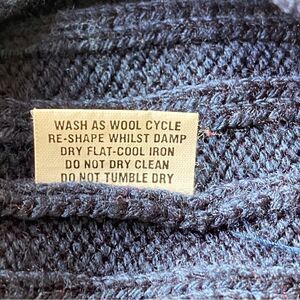 WASH AS WOOL CYCLE
RE-SHAPE WHILST DAMP
DRY FLAT-COOL IRON
DO NOT DRY CLEAN
DO NOT TUMBLE DRY